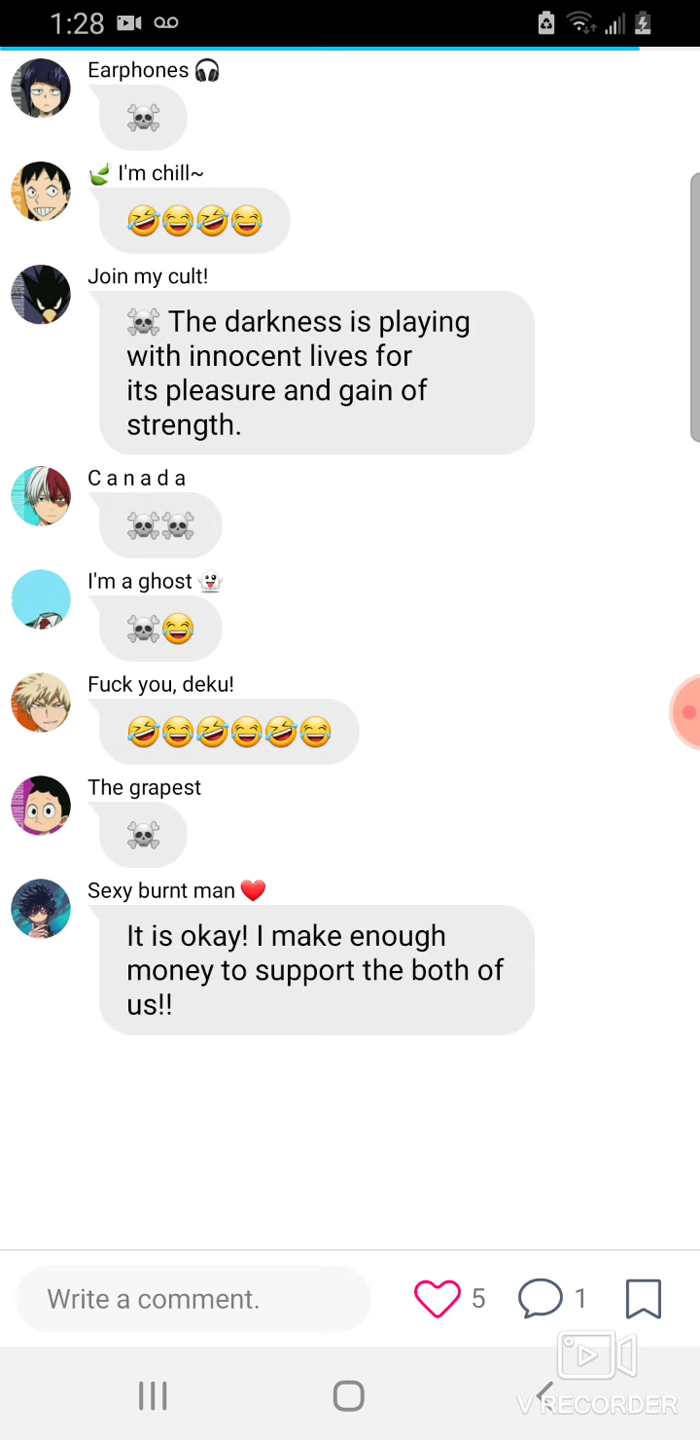 1:28
Earphones 🎧
☠
🍃 I'm chill~
🤣😂🤣😂
Join my cult!
☠ The darkness is playing
with innocent lives for
its pleasure and gain of
strength.
C a n a d a
☠☠
I'm a ghost 👻
☠😂
Fuck you, deku!
🤣😂🤣😂🤣😂
The grapest
☠
Sexy burnt man ❤
It is okay! I make enough
money to support the both of
us!!
Write a comment.
5
1
V RECORDER